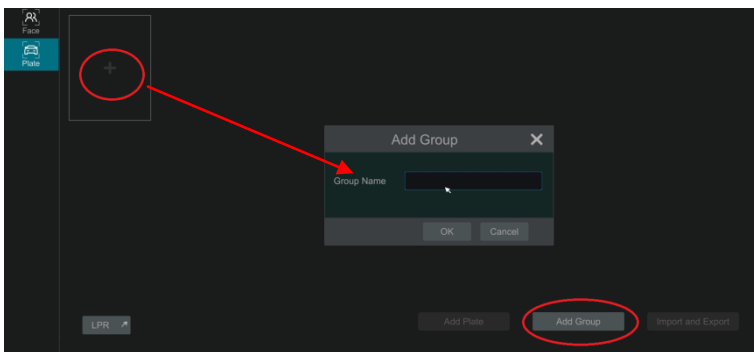 Face
Plate
Add Group
Group Name
OK
Cancel
LPR
Add Plate
Add Group
Import and Export